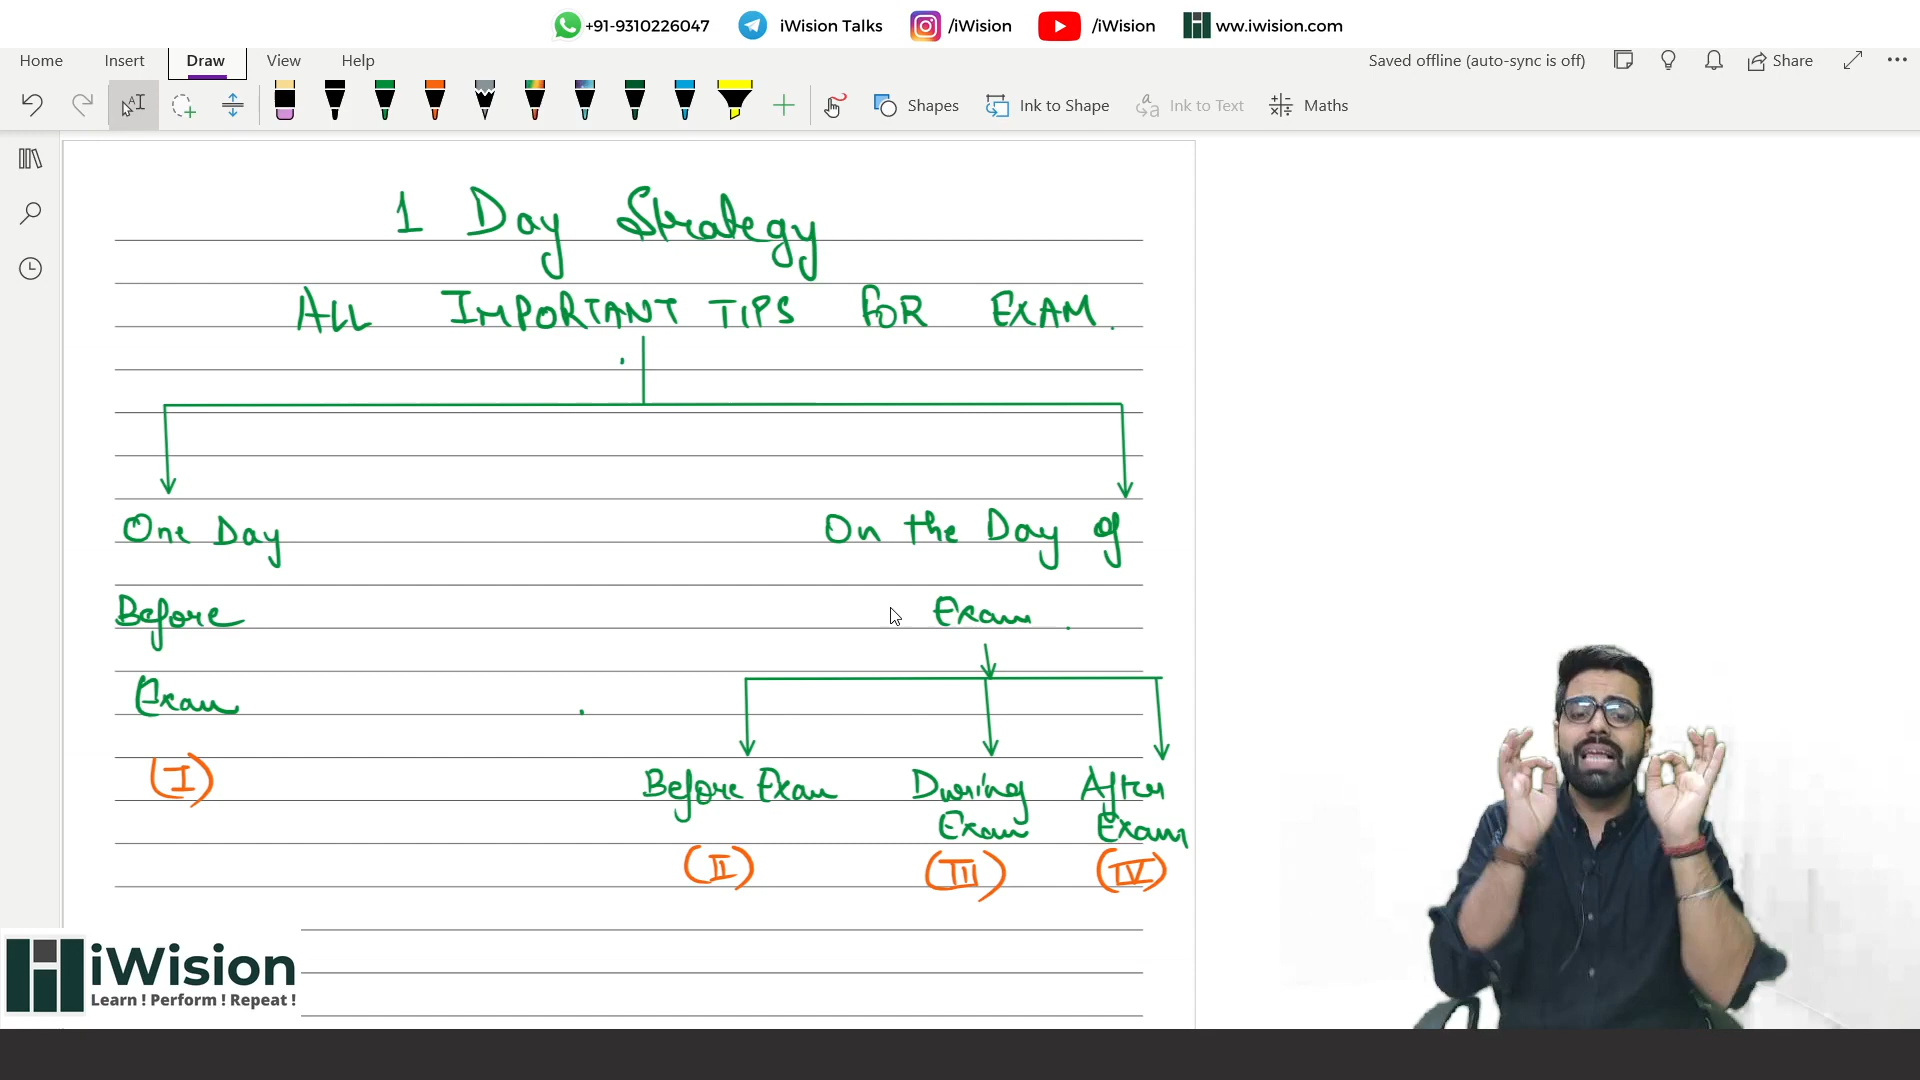 +91-9310226047 iWision Talks /iWision /iWision ww.iwision.com
Home Insert Draw View Help Saved offline (auto-sync is off) Share
Shapes Ink to Shape Ink to Text Maths
1 Day Strategy
ALL IMPORTANT TIPS FOR EXAM.
One Day
Before
Exam
(I)
On the Day of
Exam.
Before Exam
(II)
During
Exam
(III)
After
Exam
(IV)
iWision
Learn ! Perform ! Repeat !